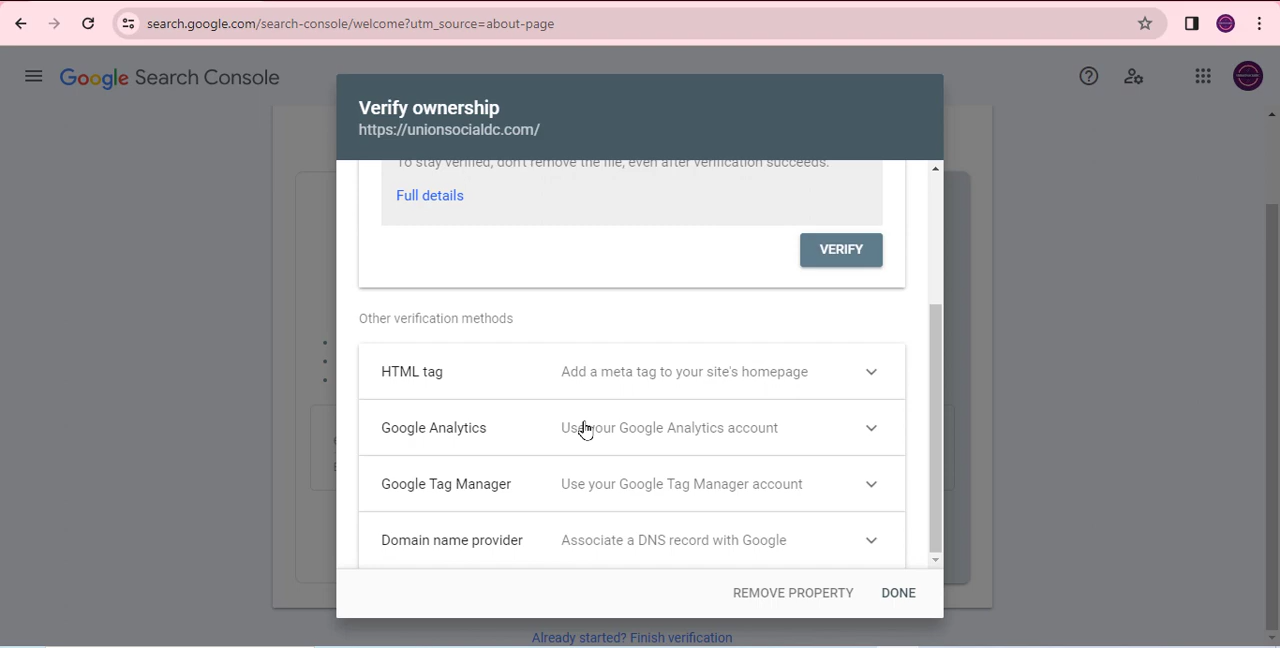 search.google.com/search-console/welcome?utm_source=about-page
Google Search Console
Verify ownership
https://unionsocialdc.com/
To stay verified, don't remove the file, even after verification succeeds.
Full details
VERIFY
Other verification methods
HTML tag Add a meta tag to your site's homepage
Google Analytics Use your Google Analytics account
Google Tag Manager Use your Google Tag Manager account
Domain name provider Associate a DNS record with Google
REMOVE PROPERTY DONE
Already started? Finish verification